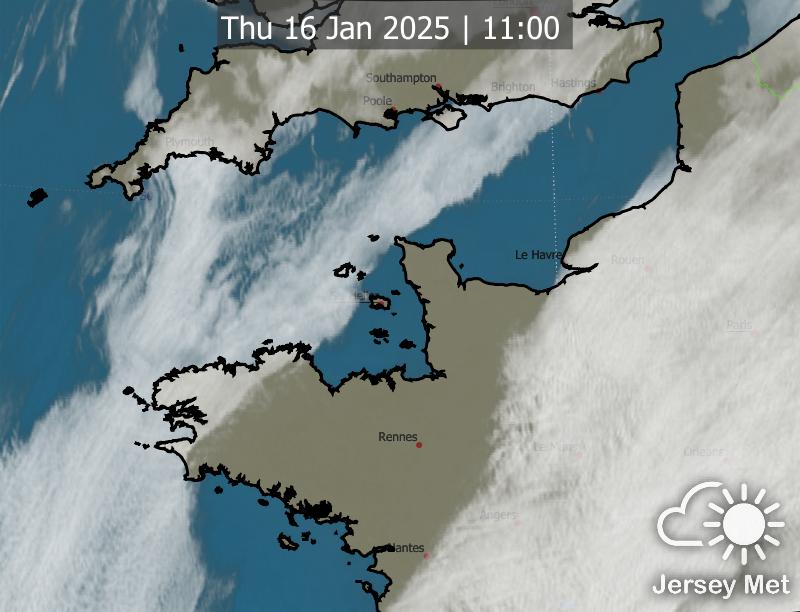 Thu 16 Jan 2025 | 11:00
Southampton
Brighton
Hastings
Poole
Plymouth
Le Havre
Rouen
Paris
Rennes
Le Mans
Orleans
Angers
Nantes
Jersey Met